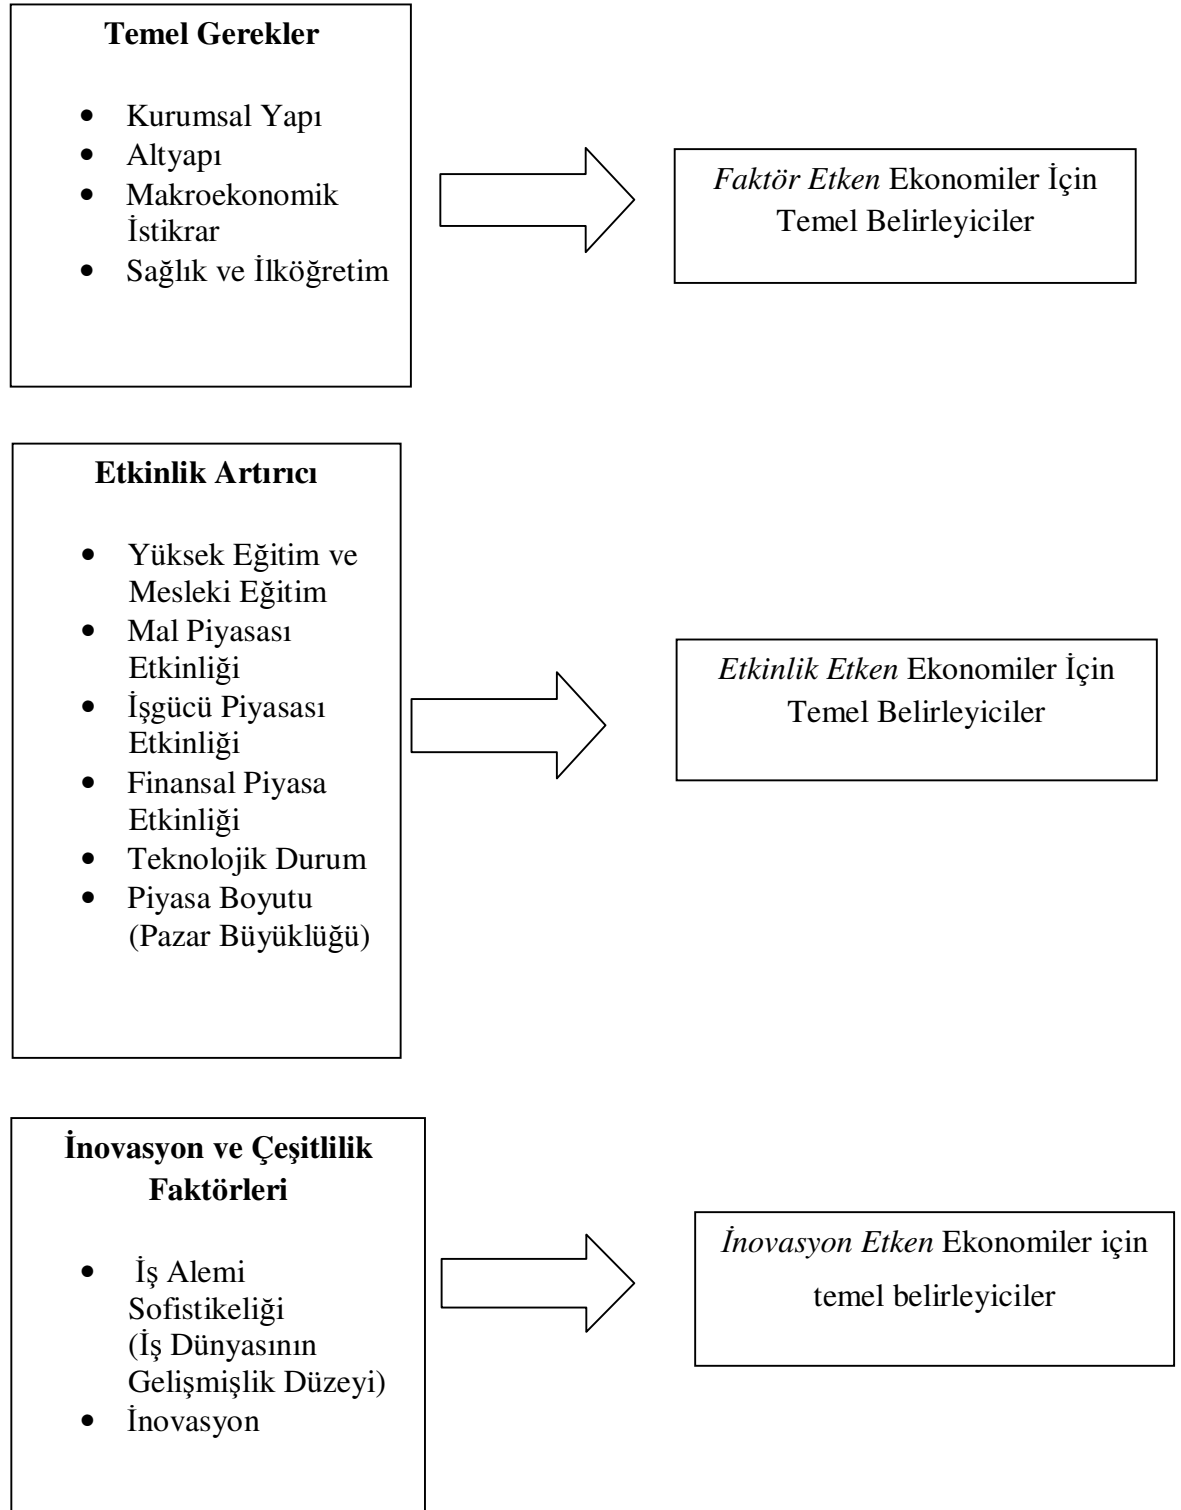 Temel Gerekler
• Kurumsal Yapı
• Altyapı
• Makroekonomik
İstikrar
• Sağlık ve İlköğretim
Faktör Etken Ekonomiler İçin
Temel Belirleyiciler
Etkinlik Artırıcı
• Yüksek Eğitim ve
Mesleki Eğitim
• Mal Piyasası
Etkinliği
• İşgücü Piyasası
Etkinliği
• Finansal Piyasa
Etkinliği
• Teknolojik Durum
• Piyasa Boyutu
(Pazar Büyüklüğü)
Etkinlik Etken Ekonomiler İçin
Temel Belirleyiciler
İnovasyon ve Çeşitlilik
Faktörleri
• İş Alemi
Sofistikeliği
(İş Dünyasının
Gelişmişlik Düzeyi)
• İnovasyon
İnovasyon Etken Ekonomiler için
temel belirleyiciler